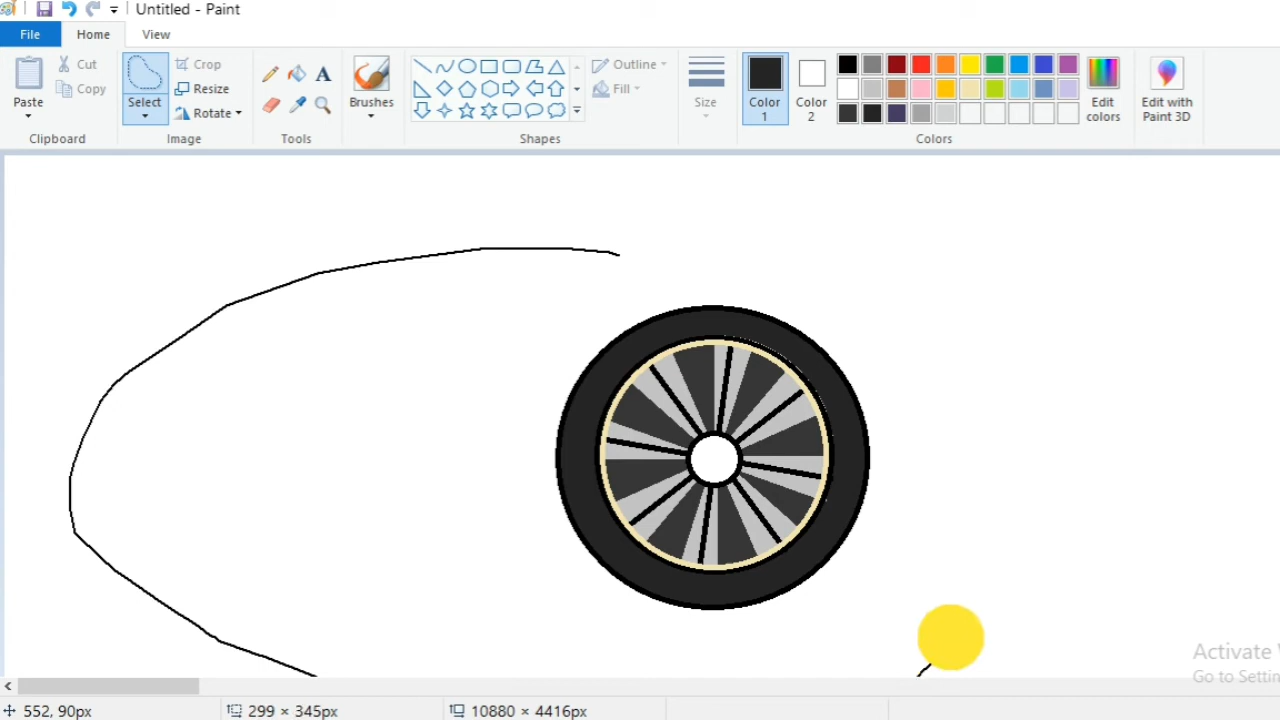 Untitled - Paint
File Home View
Paste
Cut
Copy
Clipboard
Select
Crop
Resize
Rotate
Image
A
Tools
Brushes
Outline
Fill
Shapes
Size
Color 1
Color 2
Edit colors
Colors
Edit with Paint 3D
Activate
Go to Settin
552, 90px 299 × 345px 10880 × 4416px